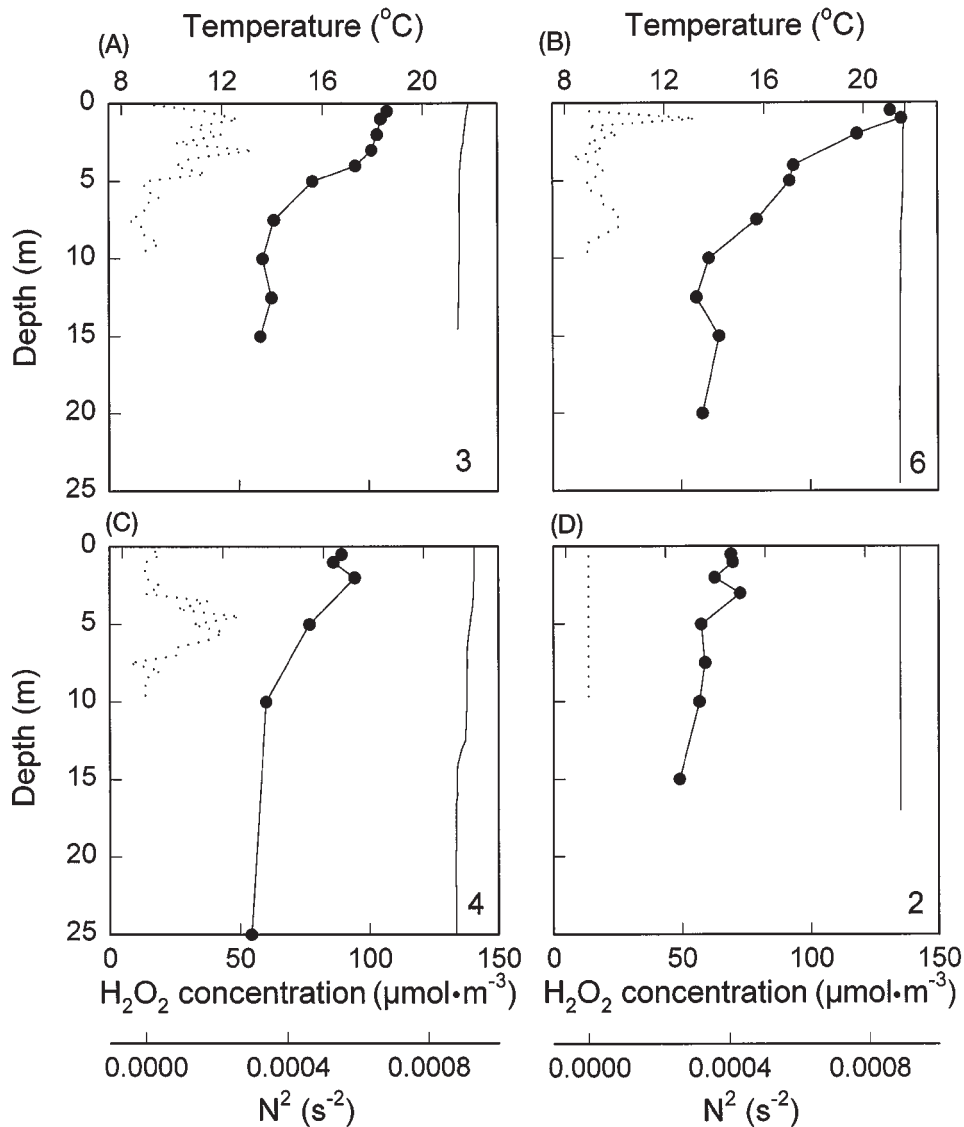 Temperature (°C)
Temperature (°C)
(A)
(B)
8 12 16 20
8 12 16 20
0
5
10
15
20
25
Depth (m)
3
6
(C)
(D)
0
5
10
15
20
25
Depth (m)
4
2
0 50 100 150
0 50 100 150
H₂O₂ concentration (µmol•m⁻³)
H₂O₂ concentration (µmol•m⁻³)
0.0000 0.0004 0.0008
0.0000 0.0004 0.0008
N² (s⁻²)
N² (s⁻²)